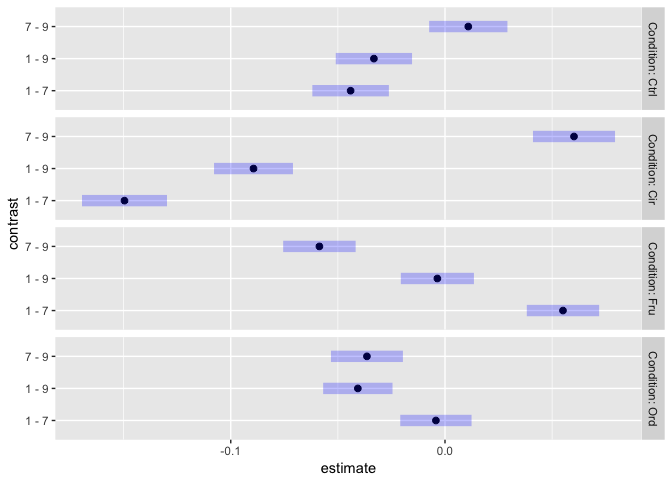 7 - 9
1 - 9
1 - 7
Condition: Ctrl
7 - 9
1 - 9
1 - 7
Condition: Cir
7 - 9
1 - 9
1 - 7
Condition: Fru
7 - 9
1 - 9
1 - 7
Condition: Ord
contrast
-0.1
0.0
estimate